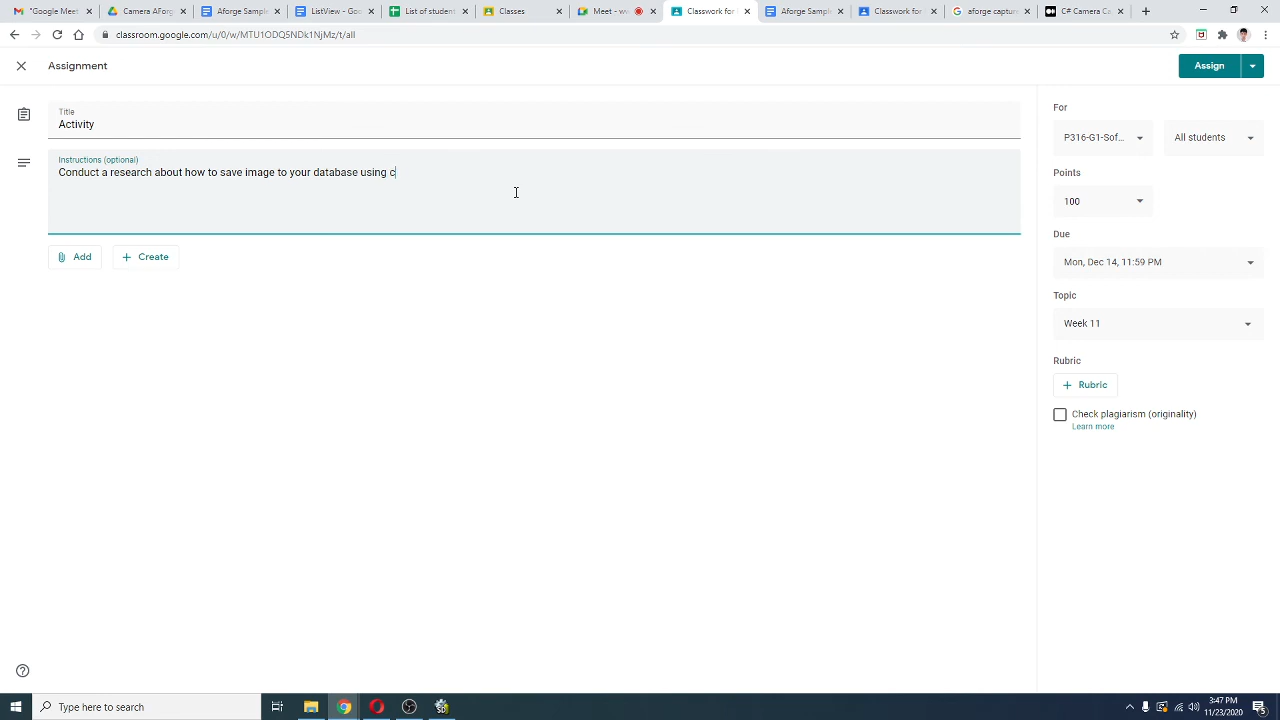 "Google Meet
Camera AForg
Aforge Sampl
ListView - Go
List of student
Classes
Meet - ww
Classwork for
Aforge Sample
Classwork for
aforge capture
C# Camera Ca
classroom.google.com/u/0/w/MTU1ODQ5NDk1NjMz/t/all
Assignment
Assign
Title
Activity
Instructions (optional)
Conduct a research about how to save image to your database using c
Add
Create
For
P316-G1-Sof...
All students
Points
100
Due
Mon, Dec 14, 11:59 PM
Topic
Week 11
Rubric
Rubric
Check plagiarism (originality)
Learn more
Type here to search
3:47 PM
11/23/2020